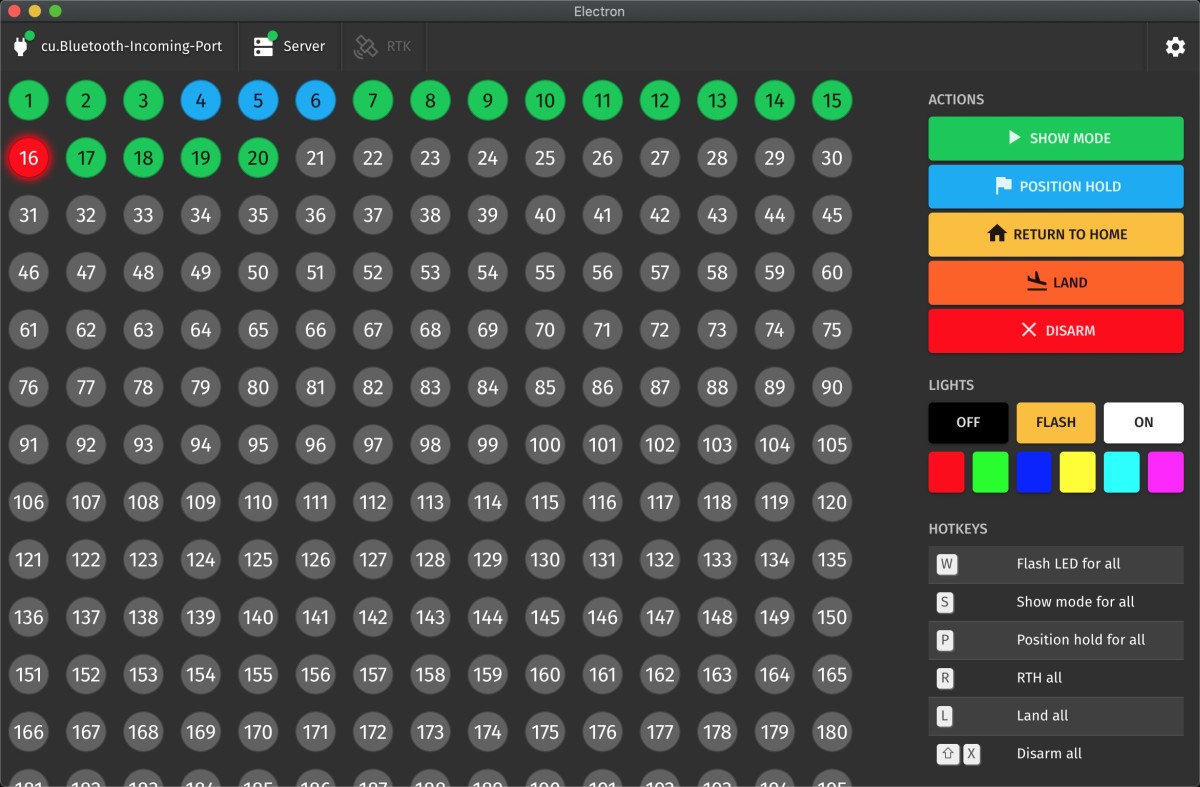 Electron
cu.Bluetooth-Incoming-Port Server RTK
1 2 3 4 5 6 7 8 9 10 11 12 13 14 15
16 17 18 19 20 21 22 23 24 25 26 27 28 29 30
31 32 33 34 35 36 37 38 39 40 41 42 43 44 45
46 47 48 49 50 51 52 53 54 55 56 57 58 59 60
61 62 63 64 65 66 67 68 69 70 71 72 73 74 75
76 77 78 79 80 81 82 83 84 85 86 87 88 89 90
91 92 93 94 95 96 97 98 99 100 101 102 103 104 105
106 107 108 109 110 111 112 113 114 115 116 117 118 119 120
121 122 123 124 125 126 127 128 129 130 131 132 133 134 135
136 137 138 139 140 141 142 143 144 145 146 147 148 149 150
151 152 153 154 155 156 157 158 159 160 161 162 163 164 165
166 167 168 169 170 171 172 173 174 175 176 177 178 179 180
ACTIONS
SHOW MODE
POSITION HOLD
RETURN TO HOME
LAND
DISARM
LIGHTS
OFF FLASH ON
HOTKEYS
W Flash LED for all
S Show mode for all
P Position hold for all
R RTH all
L Land all
⇧ X Disarm all